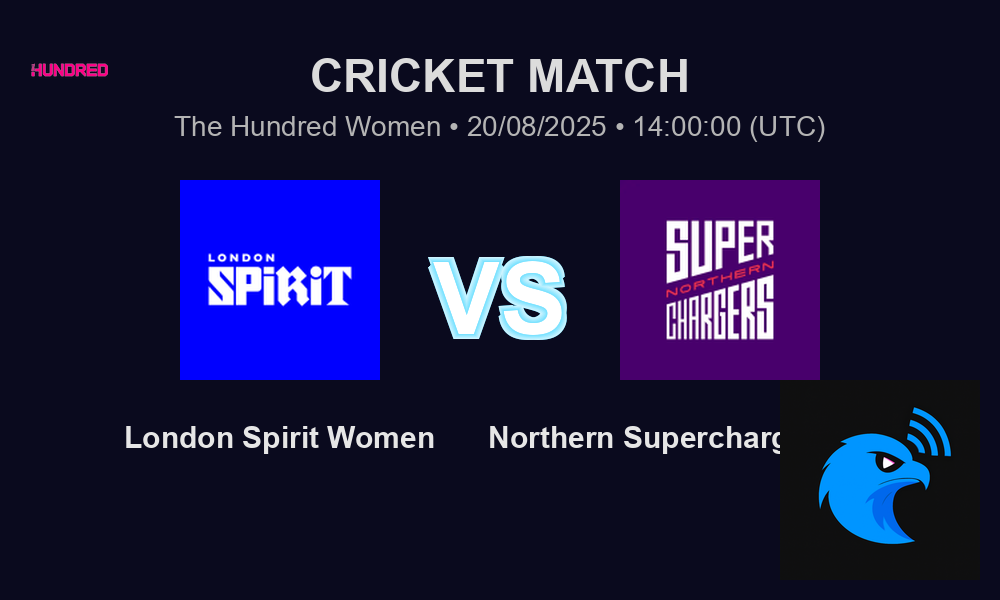 HUNDRED
CRICKET MATCH
The Hundred Women • 20/08/2025 • 14:00:00 (UTC)
LONDON
SPIRIT
VS
SUPER
NORTHERN
CHARGERS
London Spirit Women
Northern